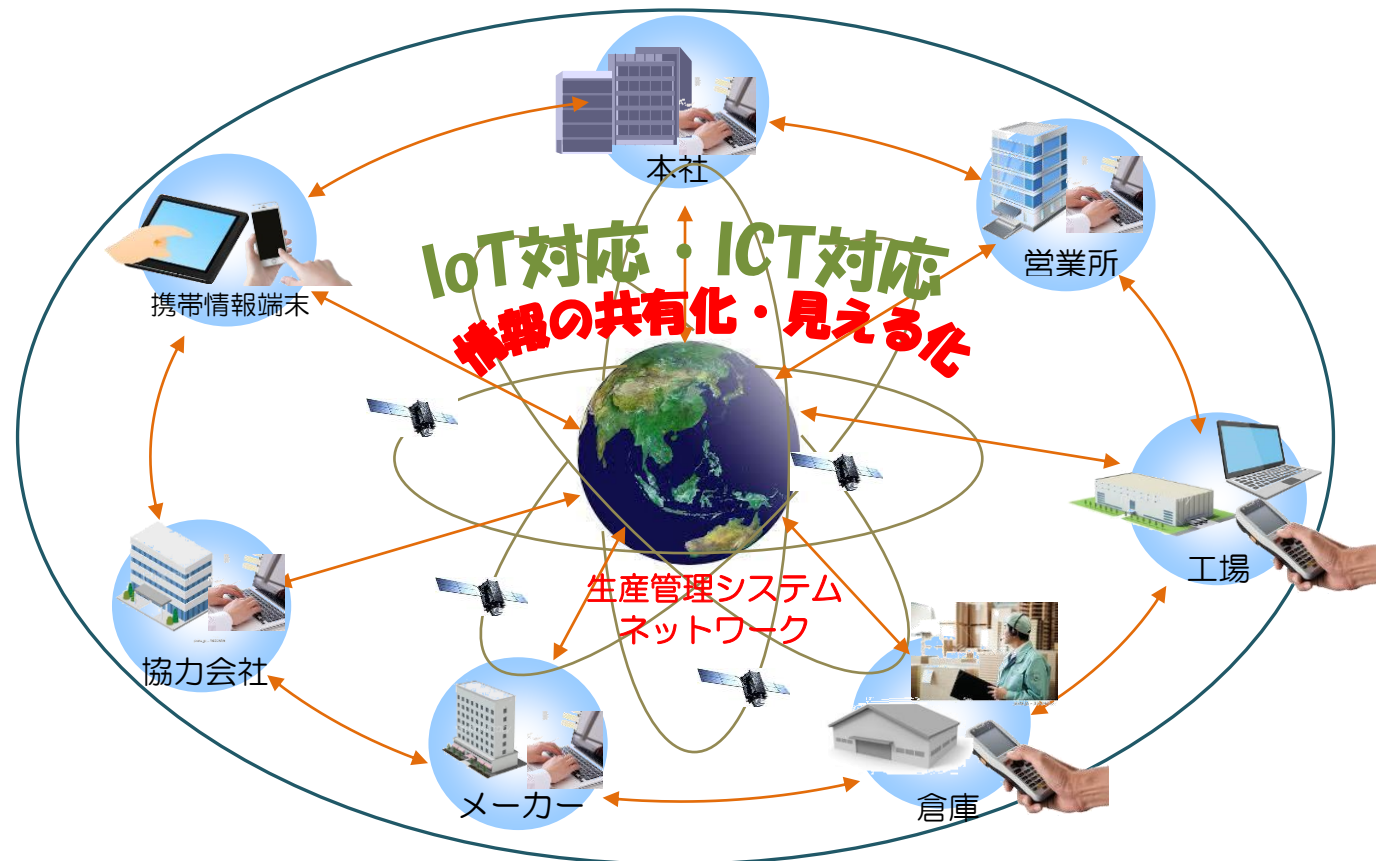 本社
営業所
IoT対応・ICT対応
情報の共有化・見える化
携帯情報端末
工場
生産管理システム
ネットワーク
協力会社
メーカー
倉庫